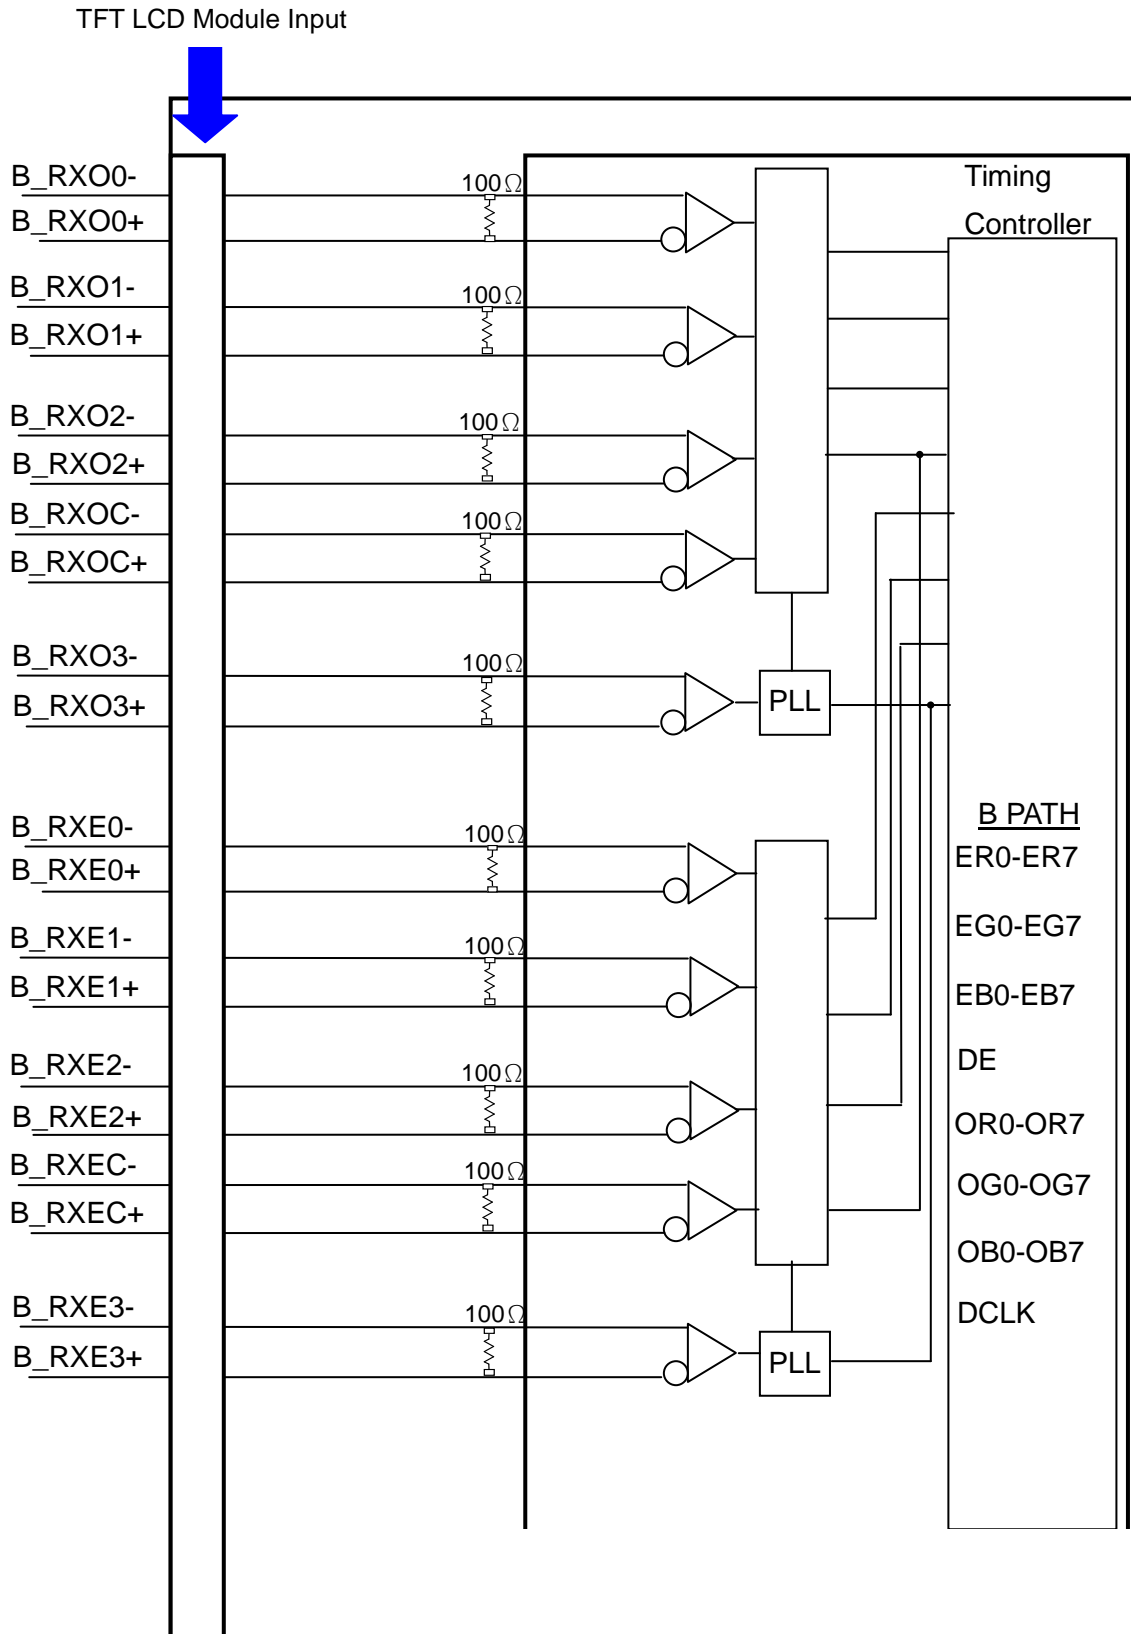 TFT LCD Module Input
Timing
Controller
B_RXO0-
100Ω
B_RXO0+
B_RXO1-
100Ω
B_RXO1+
B_RXO2-
100Ω
B_RXO2+
B_RXOC-
100Ω
B_RXOC+
B_RXO3-
100Ω
B_RXO3+
PLL
B_RXE0-
100Ω
B_RXE0+
B_RXE1-
100Ω
B_RXE1+
B_RXE2-
100Ω
B_RXE2+
B_RXEC-
100Ω
B_RXEC+
B_RXE3-
100Ω
B_RXE3+
PLL
B PATH
ER0-ER7
EG0-EG7
EB0-EB7
DE
OR0-OR7
OG0-OG7
OB0-OB7
DCLK